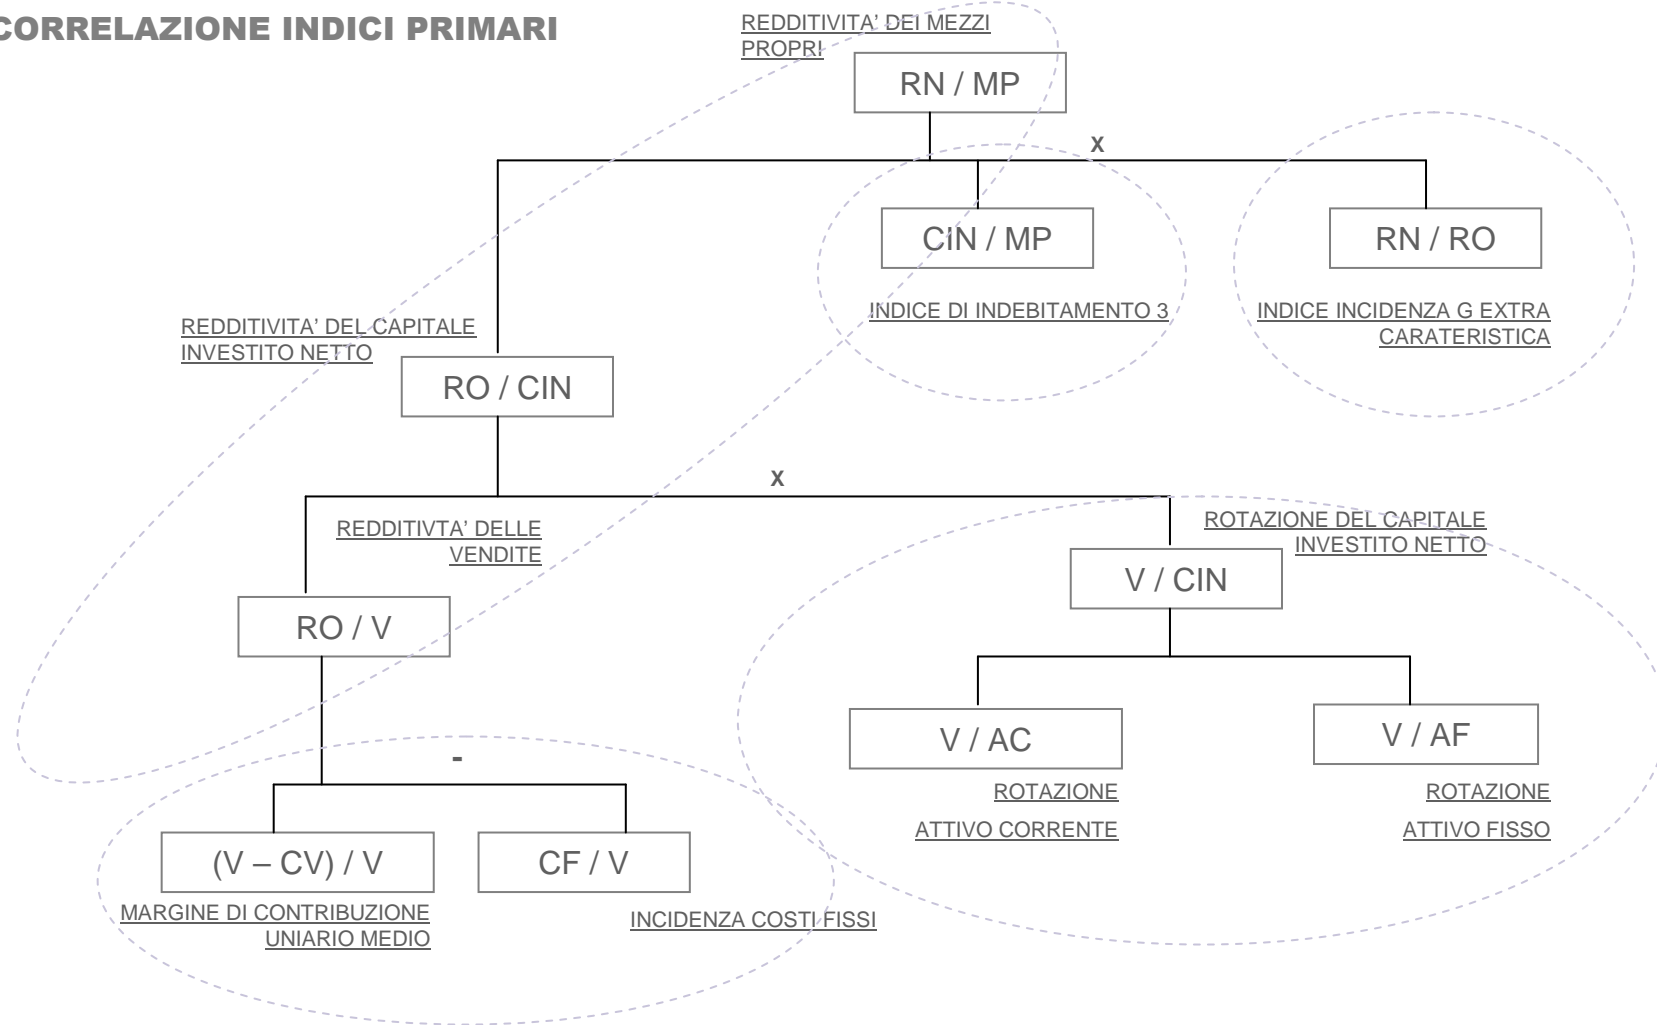 CORRELAZIONE INDICI PRIMARI
REDDITIVITA' DEI MEZZI
PROPRI
RN / MP
X
CIN / MP
RN / RO
INDICE DI INDEBITAMENTO 3
INDICE INCIDENZA G EXTRA
CARATERISTICA
REDDITIVITA' DEL CAPITALE
INVESTITO NETTO
RO / CIN
X
REDDITIVTA' DELLE
VENDITE
ROTAZIONE DEL CAPITALE
INVESTITO NETTO
V / CIN
RO / V
V / AC
V / AF
-
ROTAZIONE
ATTIVO CORRENTE
ROTAZIONE
ATTIVO FISSO
(V – CV) / V
CF / V
MARGINE DI CONTRIBUZIONE
UNIARIO MEDIO
INCIDENZA COSTI FISSI